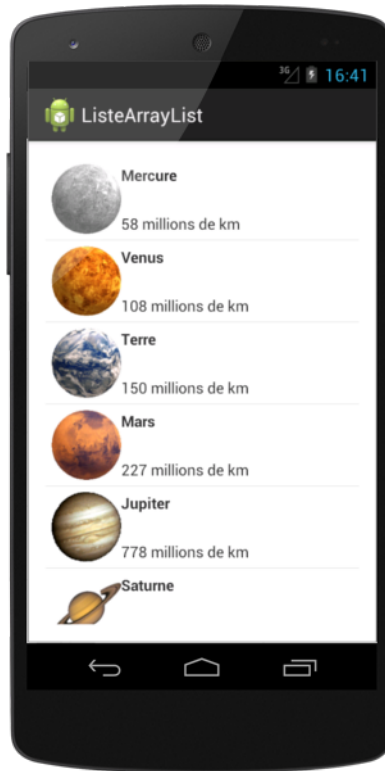 3G 16:41
ListeArrayList
Mercure
58 millions de km
Venus
108 millions de km
Terre
150 millions de km
Mars
227 millions de km
Jupiter
778 millions de km
Saturne